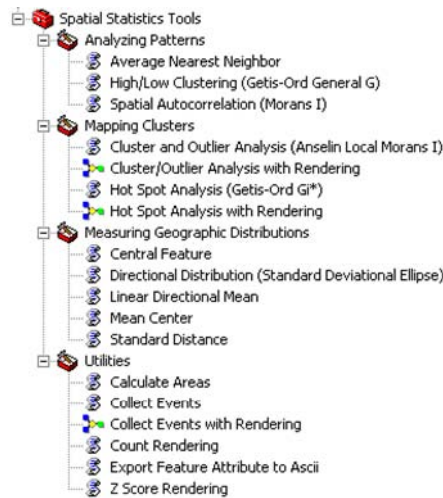 Spatial Statistics Tools
Analyzing Patterns
Average Nearest Neighbor
High/Low Clustering (Getis-Ord General G)
Spatial Autocorrelation (Morans I)
Mapping Clusters
Cluster and Outlier Analysis (Anselin Local Morans I)
Cluster/Outlier Analysis with Rendering
Hot Spot Analysis (Getis-Ord Gi*)
Hot Spot Analysis with Rendering
Measuring Geographic Distributions
Central Feature
Directional Distribution (Standard Deviational Ellipse)
Linear Directional Mean
Mean Center
Standard Distance
Utilities
Calculate Areas
Collect Events
Collect Events with Rendering
Count Rendering
Export Feature Attribute to Ascii
Z Score Rendering